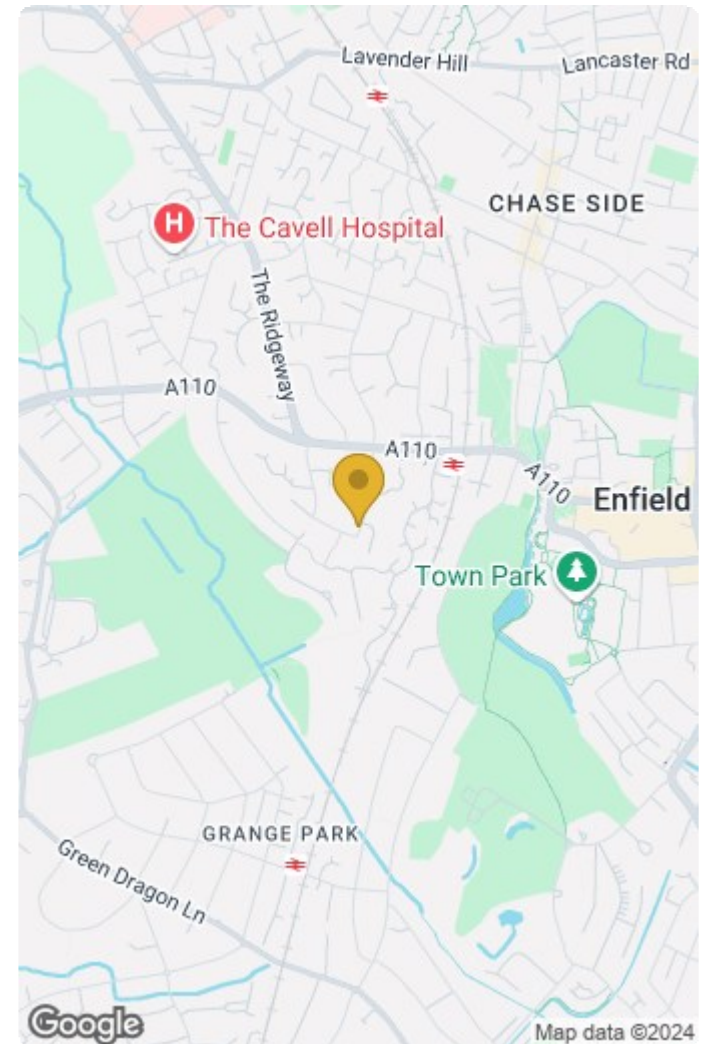 Lavender Hill
Lancaster Rd
CHASE SIDE
H
The Cavell Hospital
The Ridgeway
A110
A110
A110
Enfield
Town Park
GRANGE PARK
Green Dragon Ln
Google
Map data ©2024